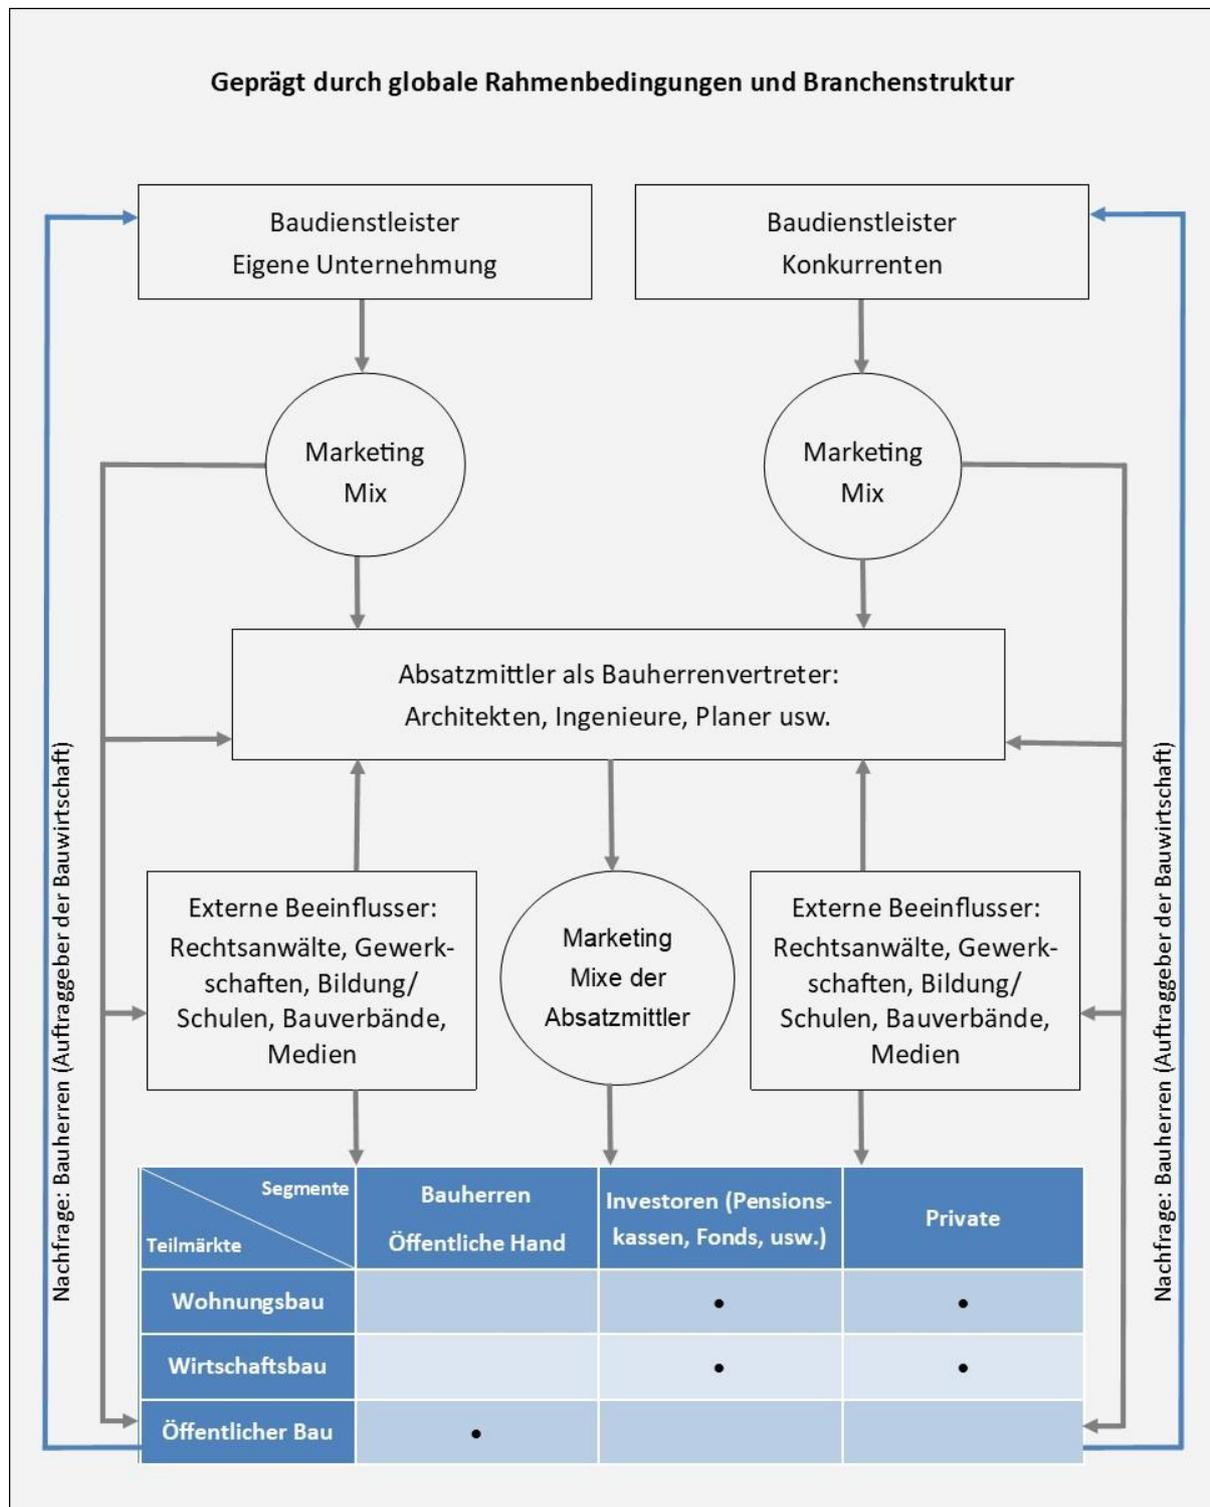 Geprägt durch globale Rahmenbedingungen und Branchenstruktur
Baudienstleister
Eigene Unternehmung
Baudienstleister
Konkurrenten
Marketing
Mix
Marketing
Mix
Absatzmittler als Bauherrenvertreter:
Architekten, Ingenieure, Planer usw.
Nachfrage: Bauherren (Auftraggeber der Bauwirtschaft)
Externe Beeinflusser:
Rechtsanwälte, Gewerk-
schaften, Bildung/
Schulen, Bauverbände,
Medien
Marketing
Mixe der
Absatzmittler
Externe Beeinflusser:
Rechtsanwälte, Gewerk-
schaften, Bildung/
Schulen, Bauverbände,
Medien
Nachfrage: Bauherren (Auftraggeber der Bauwirtschaft)
Segmente
Teilmärkte
Bauherren
Öffentliche Hand
Investoren (Pensions-
kassen, Fonds, usw.)
Private
Wohnungsbau • •
Wirtschaftsbau • •
Öffentlicher Bau •